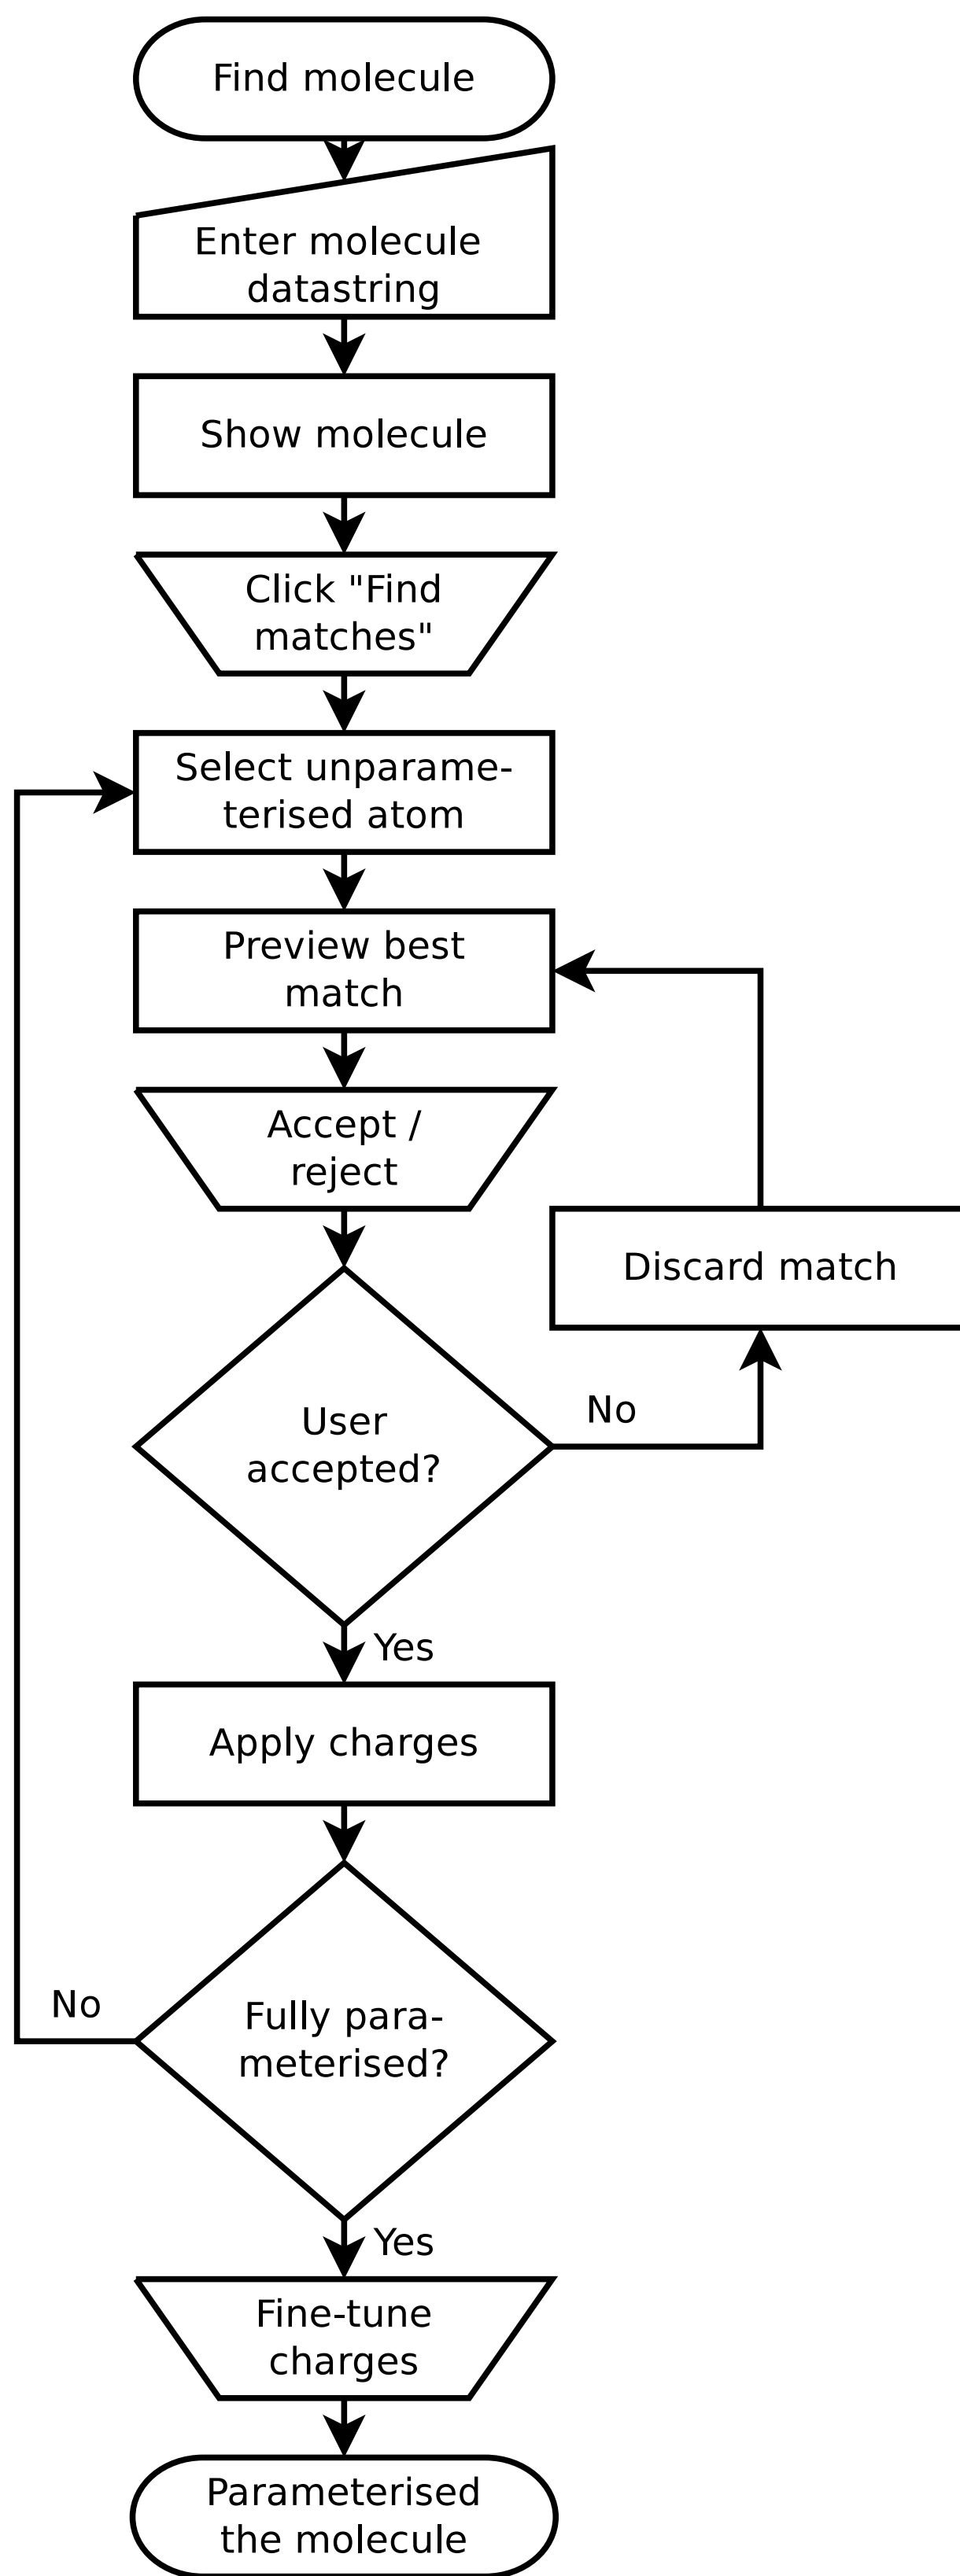 Find molecule
Enter molecule
datastring
Show molecule
Click "Find
matches"
Select unparame-
terised atom
Preview best
match
Accept /
reject
Discard match
User
accepted?
No
Yes
Apply charges
Fully para-
meterised?
No
Yes
Fine-tune
charges
Parameterised
the molecule